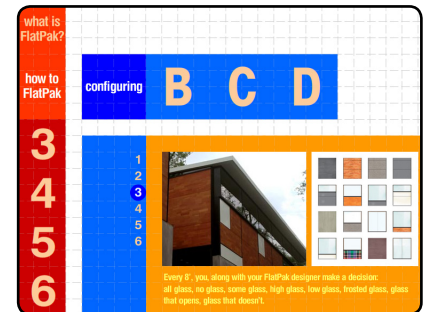 what is
FlatPak?
how to
FlatPak
configuring
B C D
3
4
5
6
1
2
3
4
5
6
Every 8', you, along with your FlatPak designer make a decision:
all glass, no glass, some glass, high glass, low glass, frosted glass, glass
that opens, glass that doesn't.